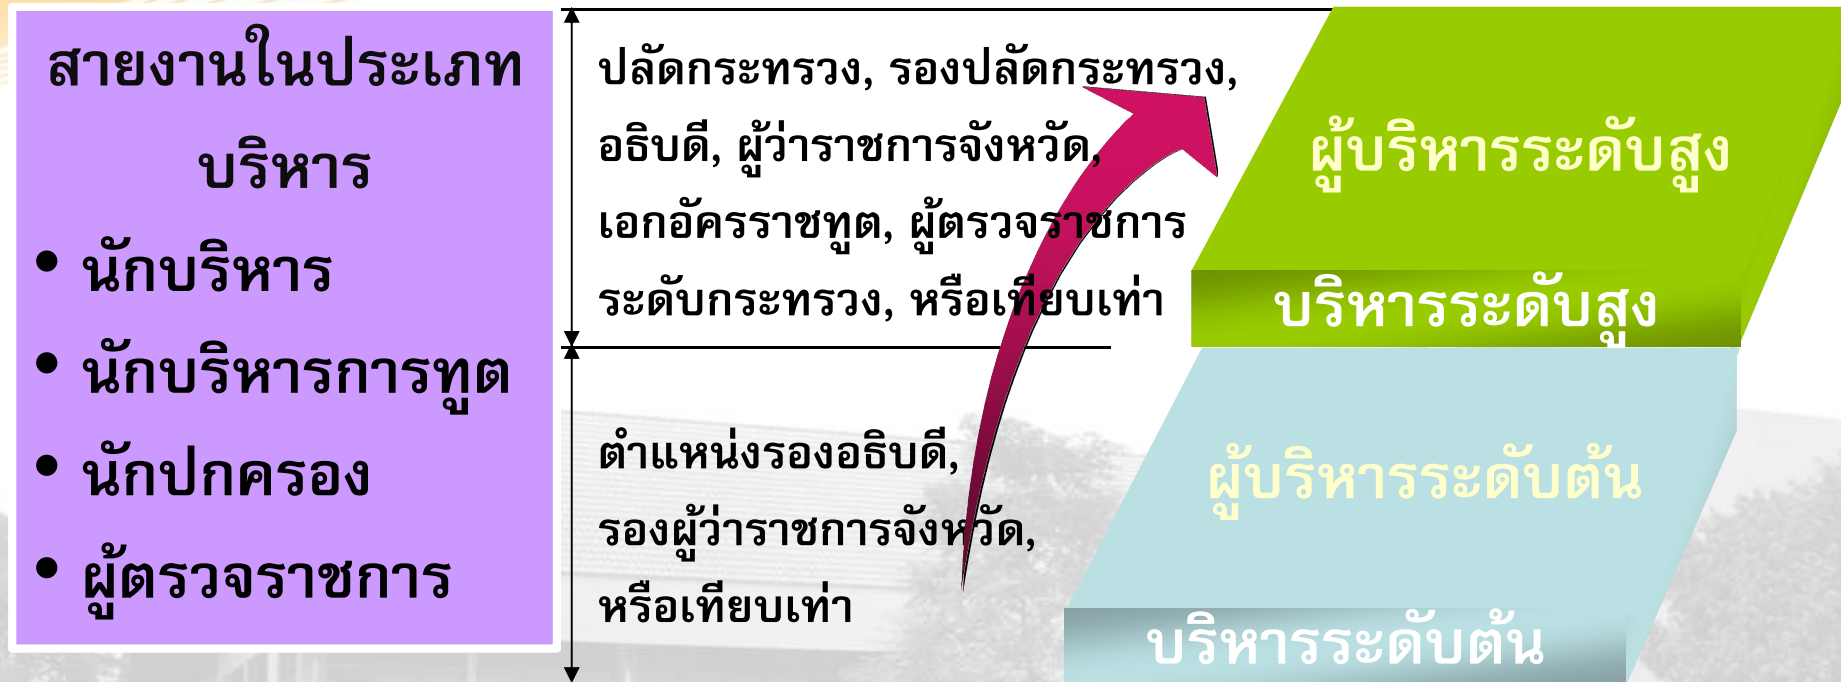 สายงานในประเภท
บริหาร
• นักบริหาร
• นักบริหารการทูต
• นักปกครอง
• ผู้ตรวจราชการ
ปลัดกระทรวง, รองปลัดกระทรวง,
อธิบดี, ผู้ว่าราชการจังหวัด,
เอกอัครราชทูต, ผู้ตรวจราชการ
ระดับกระทรวง, หรือเทียบเท่า
ตำแหน่งรองอธิบดี,
รองผู้ว่าราชการจังหวัด,
หรือเทียบเท่า
ผู้บริหารระดับสูง
บริหารระดับสูง
ผู้บริหารระดับต้น
บริหารระดับต้น